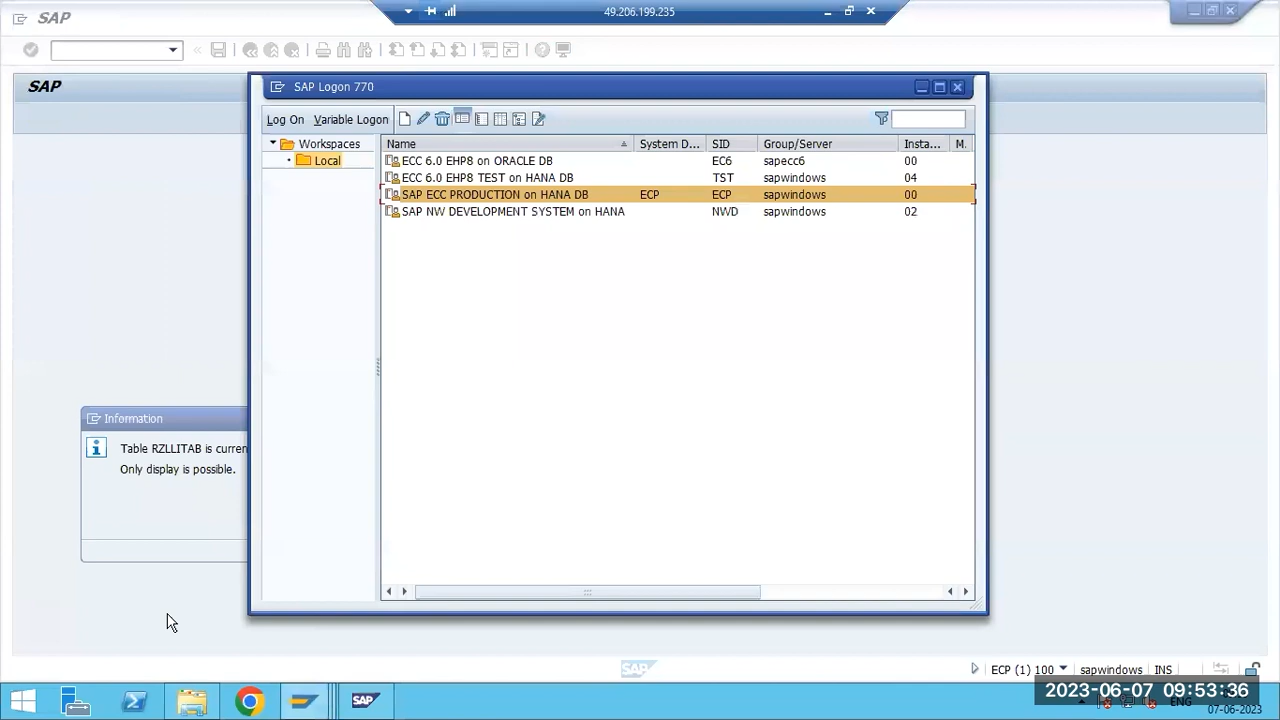 49.206.199.235
SAP
SAP
SAP Logon 770
Log On Variable Logon
Workspaces
Local
Name System D... SID Group/Server Insta... M.
ECC 6.0 EHP8 on ORACLE DB EC6 sapecc6 00
ECC 6.0 EHP8 TEST on HANA DB TST sapwindows 04
SAP ECC PRODUCTION on HANA DB ECP ECP sapwindows 00
SAP NW DEVELOPMENT SYSTEM on HANA NWD sapwindows 02
Information
Table RZLLITAB is curren
Only display is possible.
SAP
ECP (1) 100 sapwindows INS
SAP
2023-06-07 09:53:36
ENG
07-06-2023